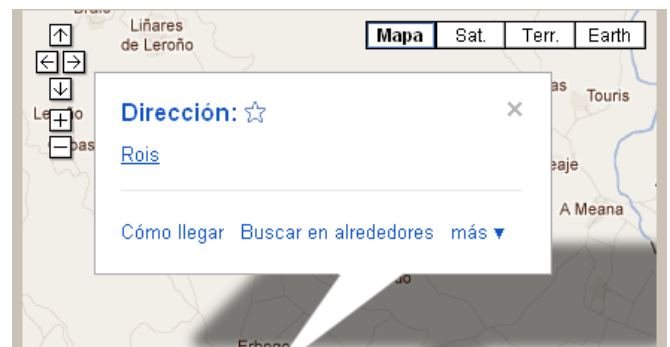 Liñares
de Leroño
Mapa Sat. Terr. Earth
Touris
Dirección:
Rois
A Meana
Cómo llegar Buscar en alrededores más